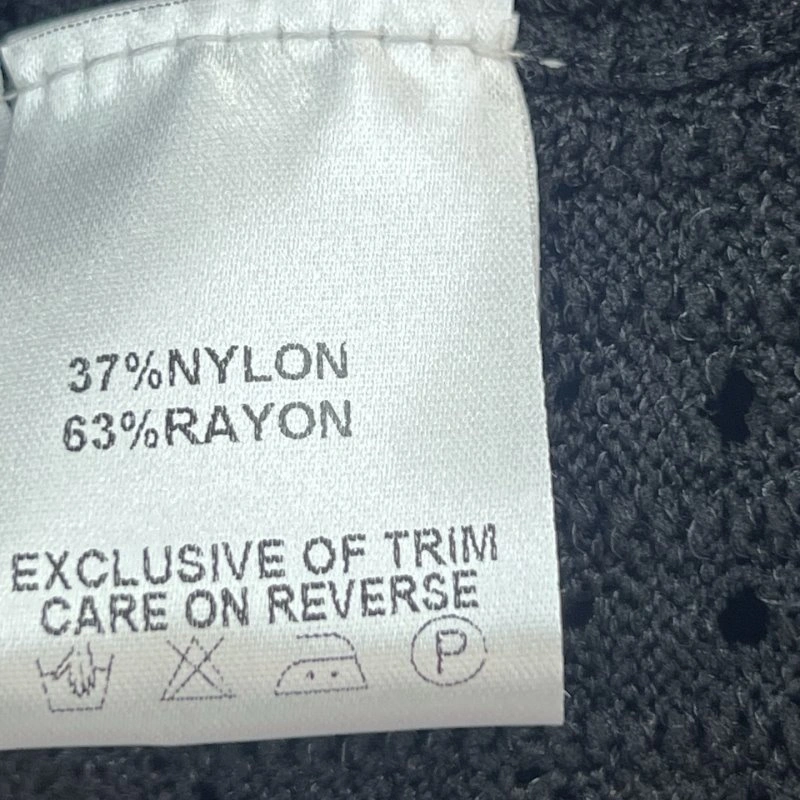 37%NYLON
63%RAYON
EXCLUSIVE OF TRIM
CARE ON REVERSE
P